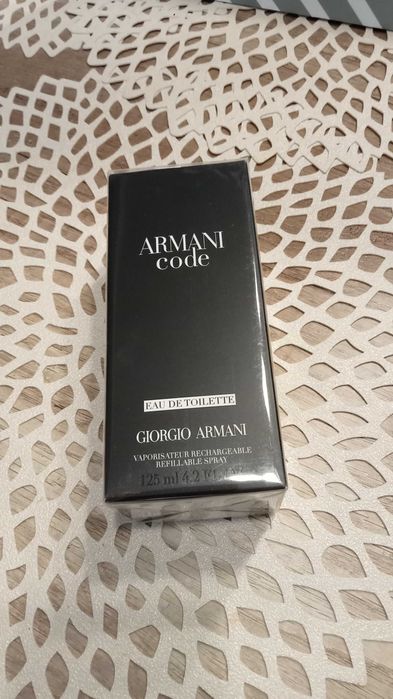 ARMANI
code
EAU DE TOILETTE
GIORGIO ARMANI
VAPORISATEUR RECHARGEABLE
REFILLABLE SPRAY
125 ml 4.2